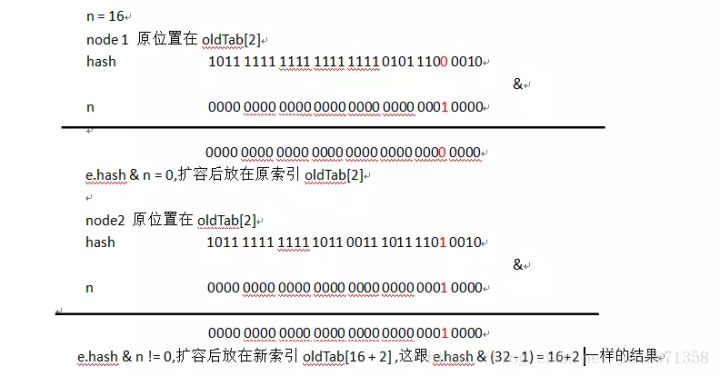 n = 16
node 1 原位置在 oldTab[2]
hash 1011 1111 1111 1111 1111 0101 1100 0010
&
n 0000 0000 0000 0000 0000 0000 0001 0000
0000 0000 0000 0000 0000 0000 0000 0000
e.hash & n = 0,扩容后放在原索引 oldTab[2]
node2 原位置在 oldTab[2]
hash 1011 1111 1111 1011 0011 1011 1101 0010
&
n 0000 0000 0000 0000 0000 0000 0001 0000
0000 0000 0000 0000 0000 0000 0001 0000
e.hash & n != 0,扩容后放在新索引 oldTab[16 + 2] ,这跟 e.hash & (32 - 1) = 16+2 一样的结果